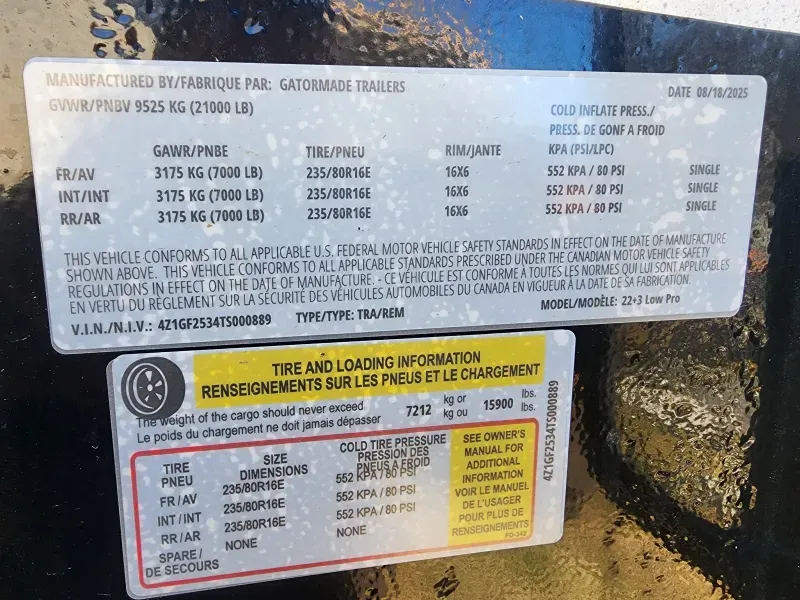 MANUFACTURED BY/FABRIQUE PAR: GATORMADE TRAILERS DATE 08/18/2025
GVWR/PNBV 9525 KG (21000 LB) COLD INFLATE PRESS./
PRESS. DE GONF A FROID
GAWR/PNBE TIRE/PNEU RIM/JANTE KPA (PSI/LPC)
FR/AV 3175 KG (7000 LB) 235/80R16E 16X6 552 KPA / 80 PSI SINGLE
INT/INT 3175 KG (7000 LB) 235/80R16E 16X6 552 KPA / 80 PSI SINGLE
RR/AR 3175 KG (7000 LB) 235/80R16E 16X6 552 KPA / 80 PSI SINGLE
THIS VEHICLE CONFORMS TO ALL APPLICABLE U.S. FEDERAL MOTOR VEHICLE SAFETY STANDARDS IN EFFECT ON THE DATE OF MANUFACTURE
SHOWN ABOVE. THIS VEHICLE CONFORMS TO ALL APPLICABLE STANDARDS PRESCRIBED UNDER THE CANADIAN MOTOR VEHICLE SAFETY
REGULATIONS IN EFFECT ON THE DATE OF MANUFACTURE. - CE VÉHICULE EST CONFORME À TOUTES LES NORMES QUI LUI SONT APPLICABLES
EN VERTU DU RÈGLEMENT SUR LA SÉCURITÉ DES VÉHICULES AUTOMOBILES DU CANADA EN VIGUEUR À LA DATE DE SA FABRICATION
V.I.N./N.I.V.: 4Z1GF2534TS000889 TYPE/TYPE: TRA/REM MODEL/MODÈLE: 22+3 Low Pro
TIRE AND LOADING INFORMATION
RENSEIGNEMENTS SUR LES PNEUS ET LE CHARGEMENT
The weight of the cargo should never exceed 7212 kg or 15900 lbs.
Le poids du chargement ne doit jamais dépasser kg ou lbs.
TIRE SIZE COLD TIRE PRESSURE
PNEU DIMENSIONS PRESSION DES
PNEUS A FROID
FR/AV 235/80R16E 552 KPA / 80 PSI
INT/INT 235/80R16E 552 KPA / 80 PSI
RR/AR 235/80R16E 552 KPA / 80 PSI
SPARE/ NONE NONE
DE SECOURS
SEE OWNER'S
MANUAL FOR
ADDITIONAL
INFORMATION
VOIR LE MANUEL
DE L'USAGER
POUR PLUS DE
RENSEIGNEMENTS
PD-342
4Z1GF2534TS000889